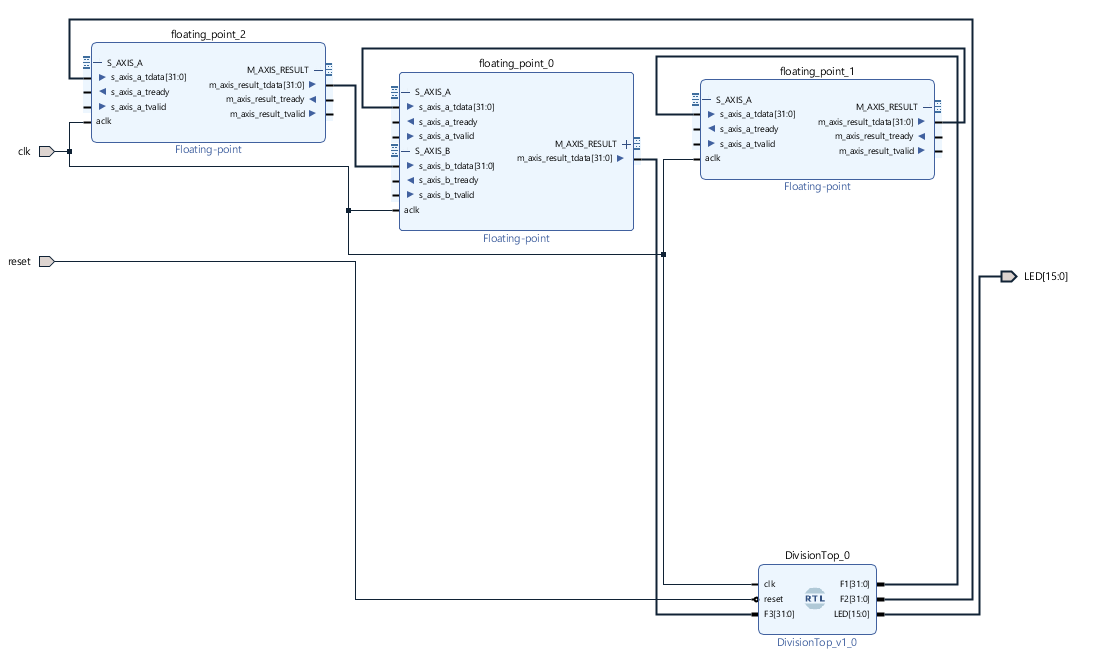 floating_point_2
S_AXIS_A
s_axis_a_tdata[31:0]
s_axis_a_tready
s_axis_a_tvalid
aclk
M_AXIS_RESULT
m_axis_result_tdata[31:0]
m_axis_result_tready
m_axis_result_tvalid
Floating-point
floating_point_0
S_AXIS_A
s_axis_a_tdata[31:0]
s_axis_a_tready
s_axis_a_tvalid
S_AXIS_B
s_axis_b_tdata[31:0]
s_axis_b_tready
s_axis_b_tvalid
aclk
M_AXIS_RESULT
m_axis_result_tdata[31:0]
Floating-point
floating_point_1
S_AXIS_A
s_axis_a_tdata[31:0]
s_axis_a_tready
s_axis_a_tvalid
aclk
M_AXIS_RESULT
m_axis_result_tdata[31:0]
m_axis_result_tready
m_axis_result_tvalid
Floating-point
clk
reset
LED[15:0]
DivisionTop_0
clk
reset
F3[31:0]
RTL
F1[31:0]
F2[31:0]
LED[15:0]
DivisionTop_v1_0